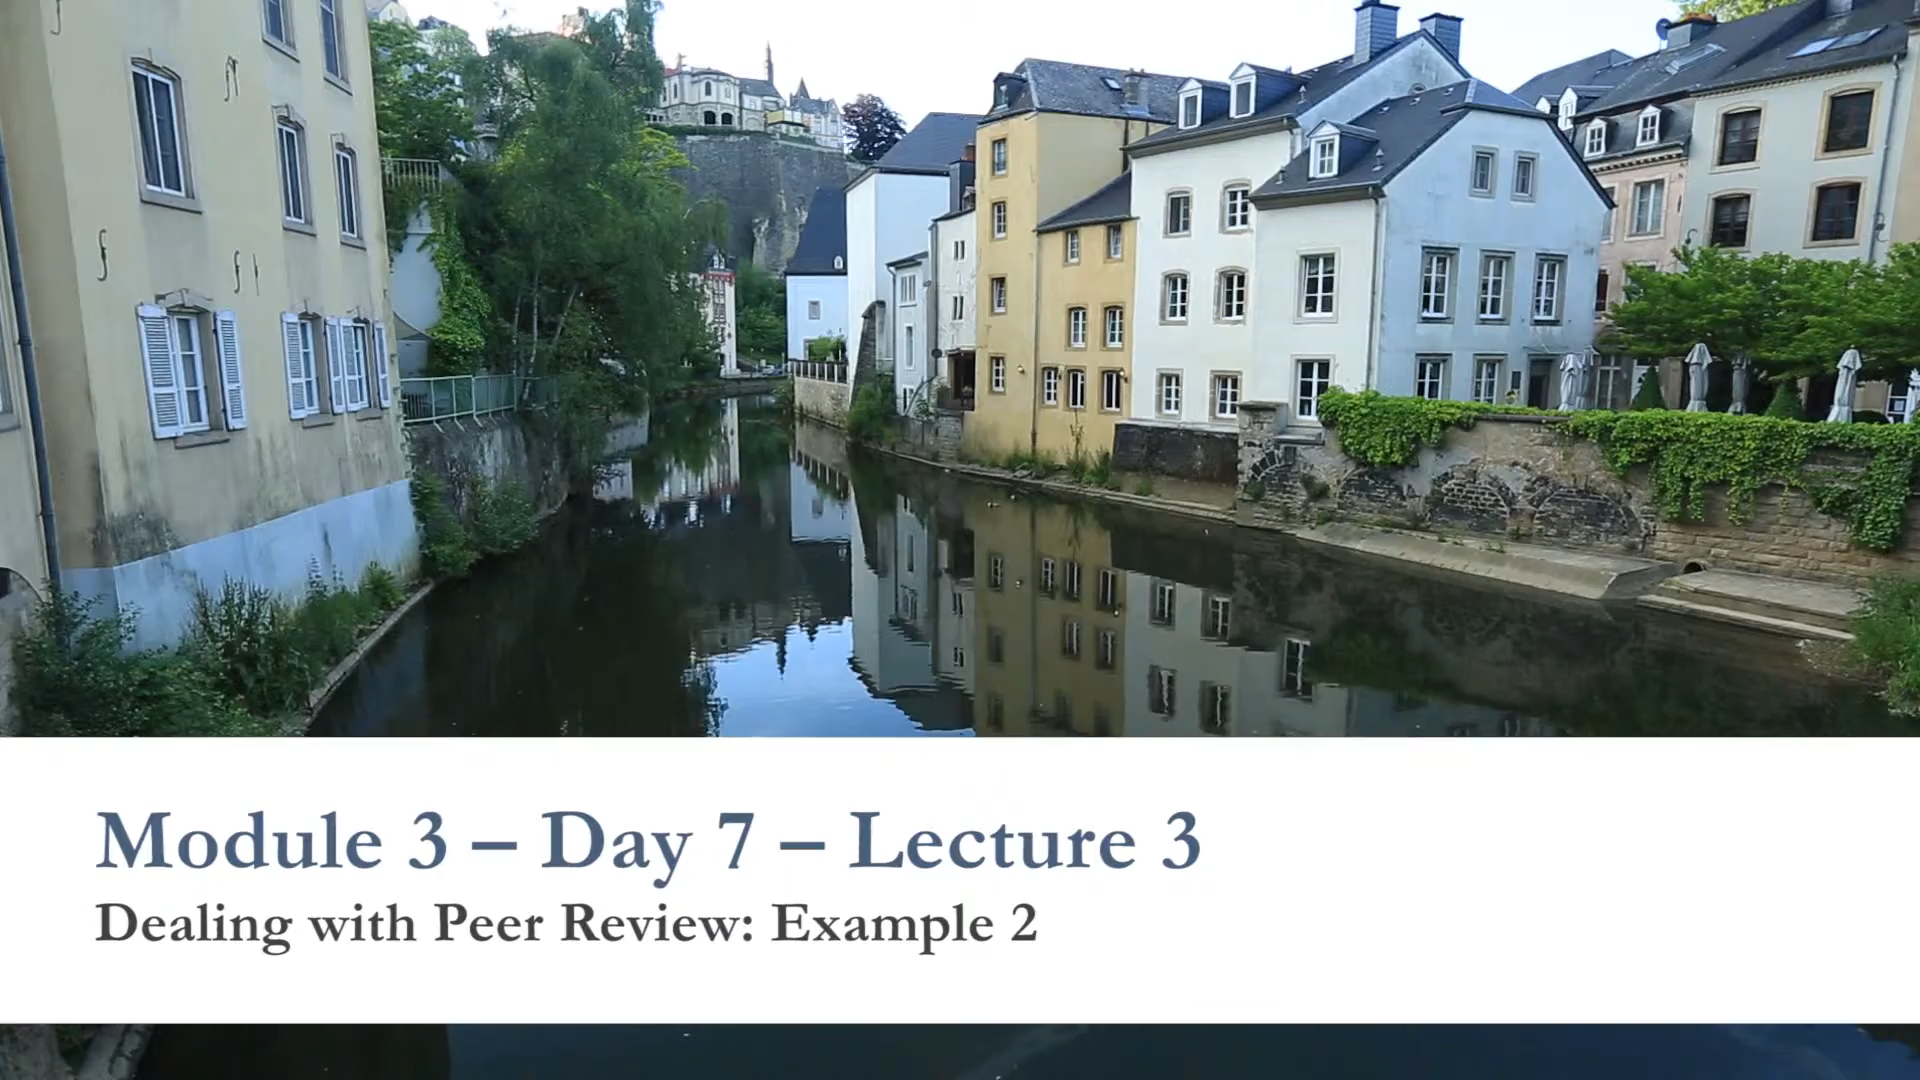 Module 3 – Day 7 – Lecture 3
Dealing with Peer Review: Example 2